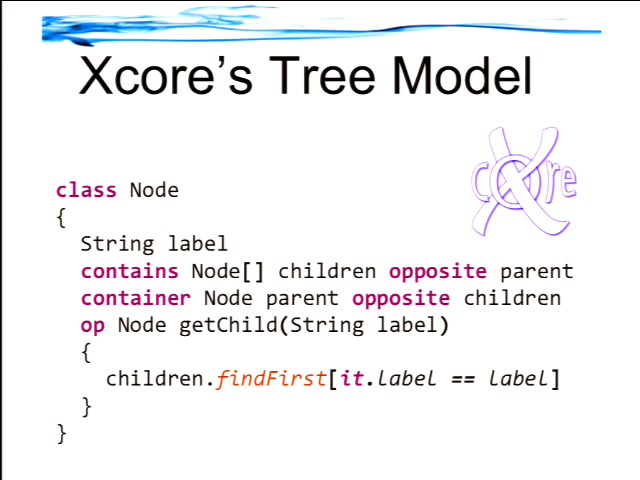 Xcore's Tree Model
xcore
class Node
{
String label
contains Node[] children opposite parent
container Node parent opposite children
op Node getChild(String label)
{
children.findFirst[it.label == label]
}
}